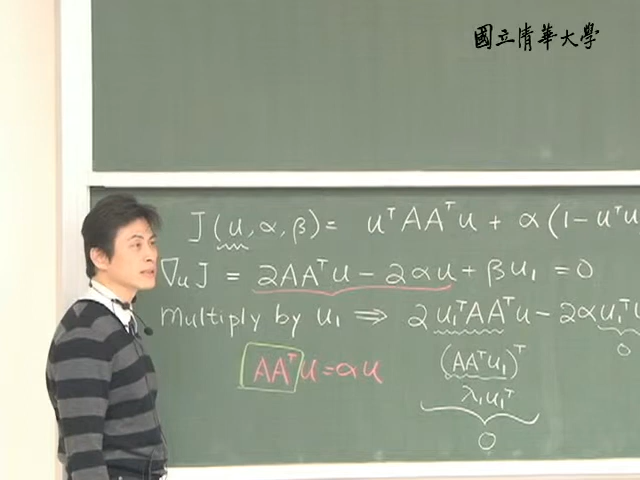 國立清華大學
J(u,α,β)= uᵀAAᵀu + α(1-uᵀu
∇ᵤJ = 2AAᵀu - 2αu + βu₁ = 0
Multiply by u₁ ⇒ 2u₁ᵀAAᵀu - 2αu₁ᵀu
0
AAᵀu=αu
(AAᵀu₁)ᵀ
λ₁u₁ᵀ
0